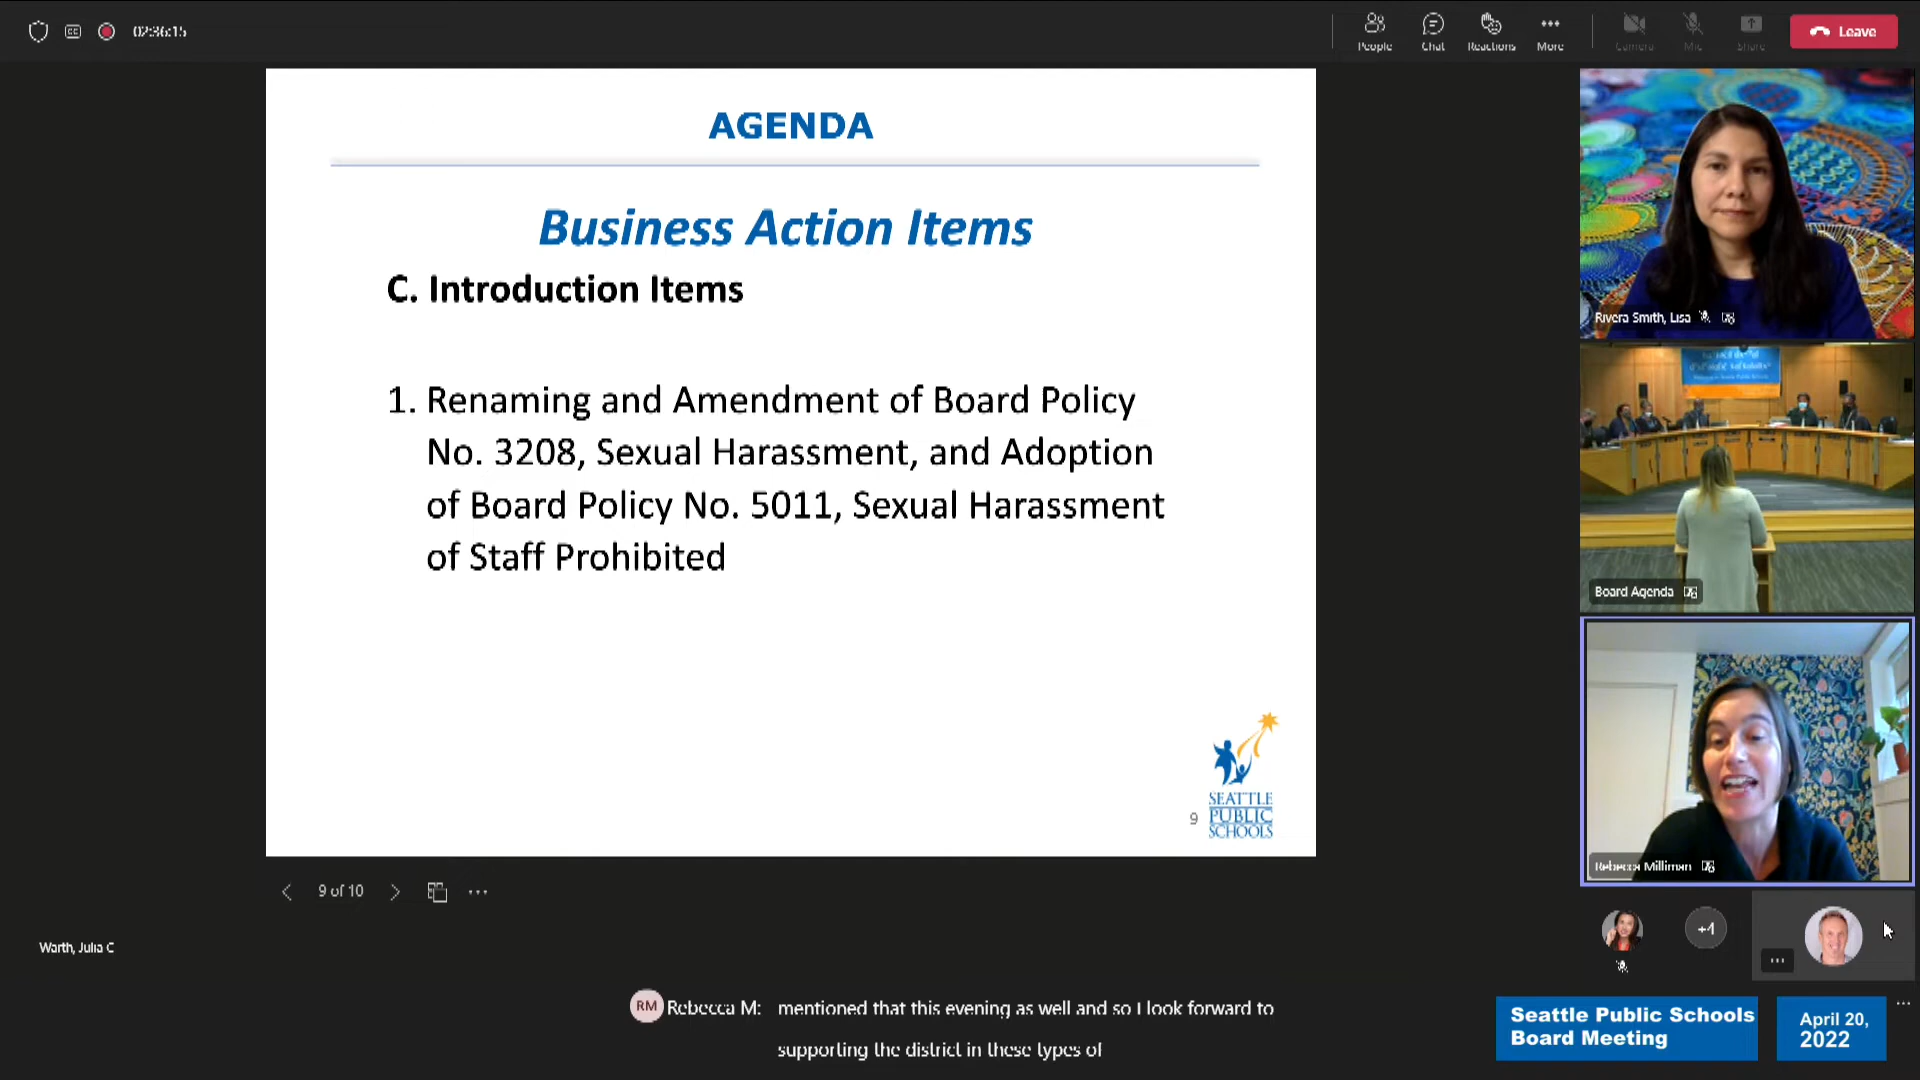 02:36:15
People
Chat
Reactions
More
Camera
Mic
Share
Leave
AGENDA
Business Action Items
C. Introduction Items
1. Renaming and Amendment of Board Policy
No. 3208, Sexual Harassment, and Adoption
of Board Policy No. 5011, Sexual Harassment
of Staff Prohibited
9
SEATTLE
PUBLIC
SCHOOLS
Rivera Smith, Lisa
Board Agenda
Rebecca Milliman
9 of 10
+4
Warth, Julia C
RM
Rebecca M:
mentioned that this evening as well and so I look forward to
supporting the district in these types of
Seattle Public Schools
Board Meeting
April 20,
2022